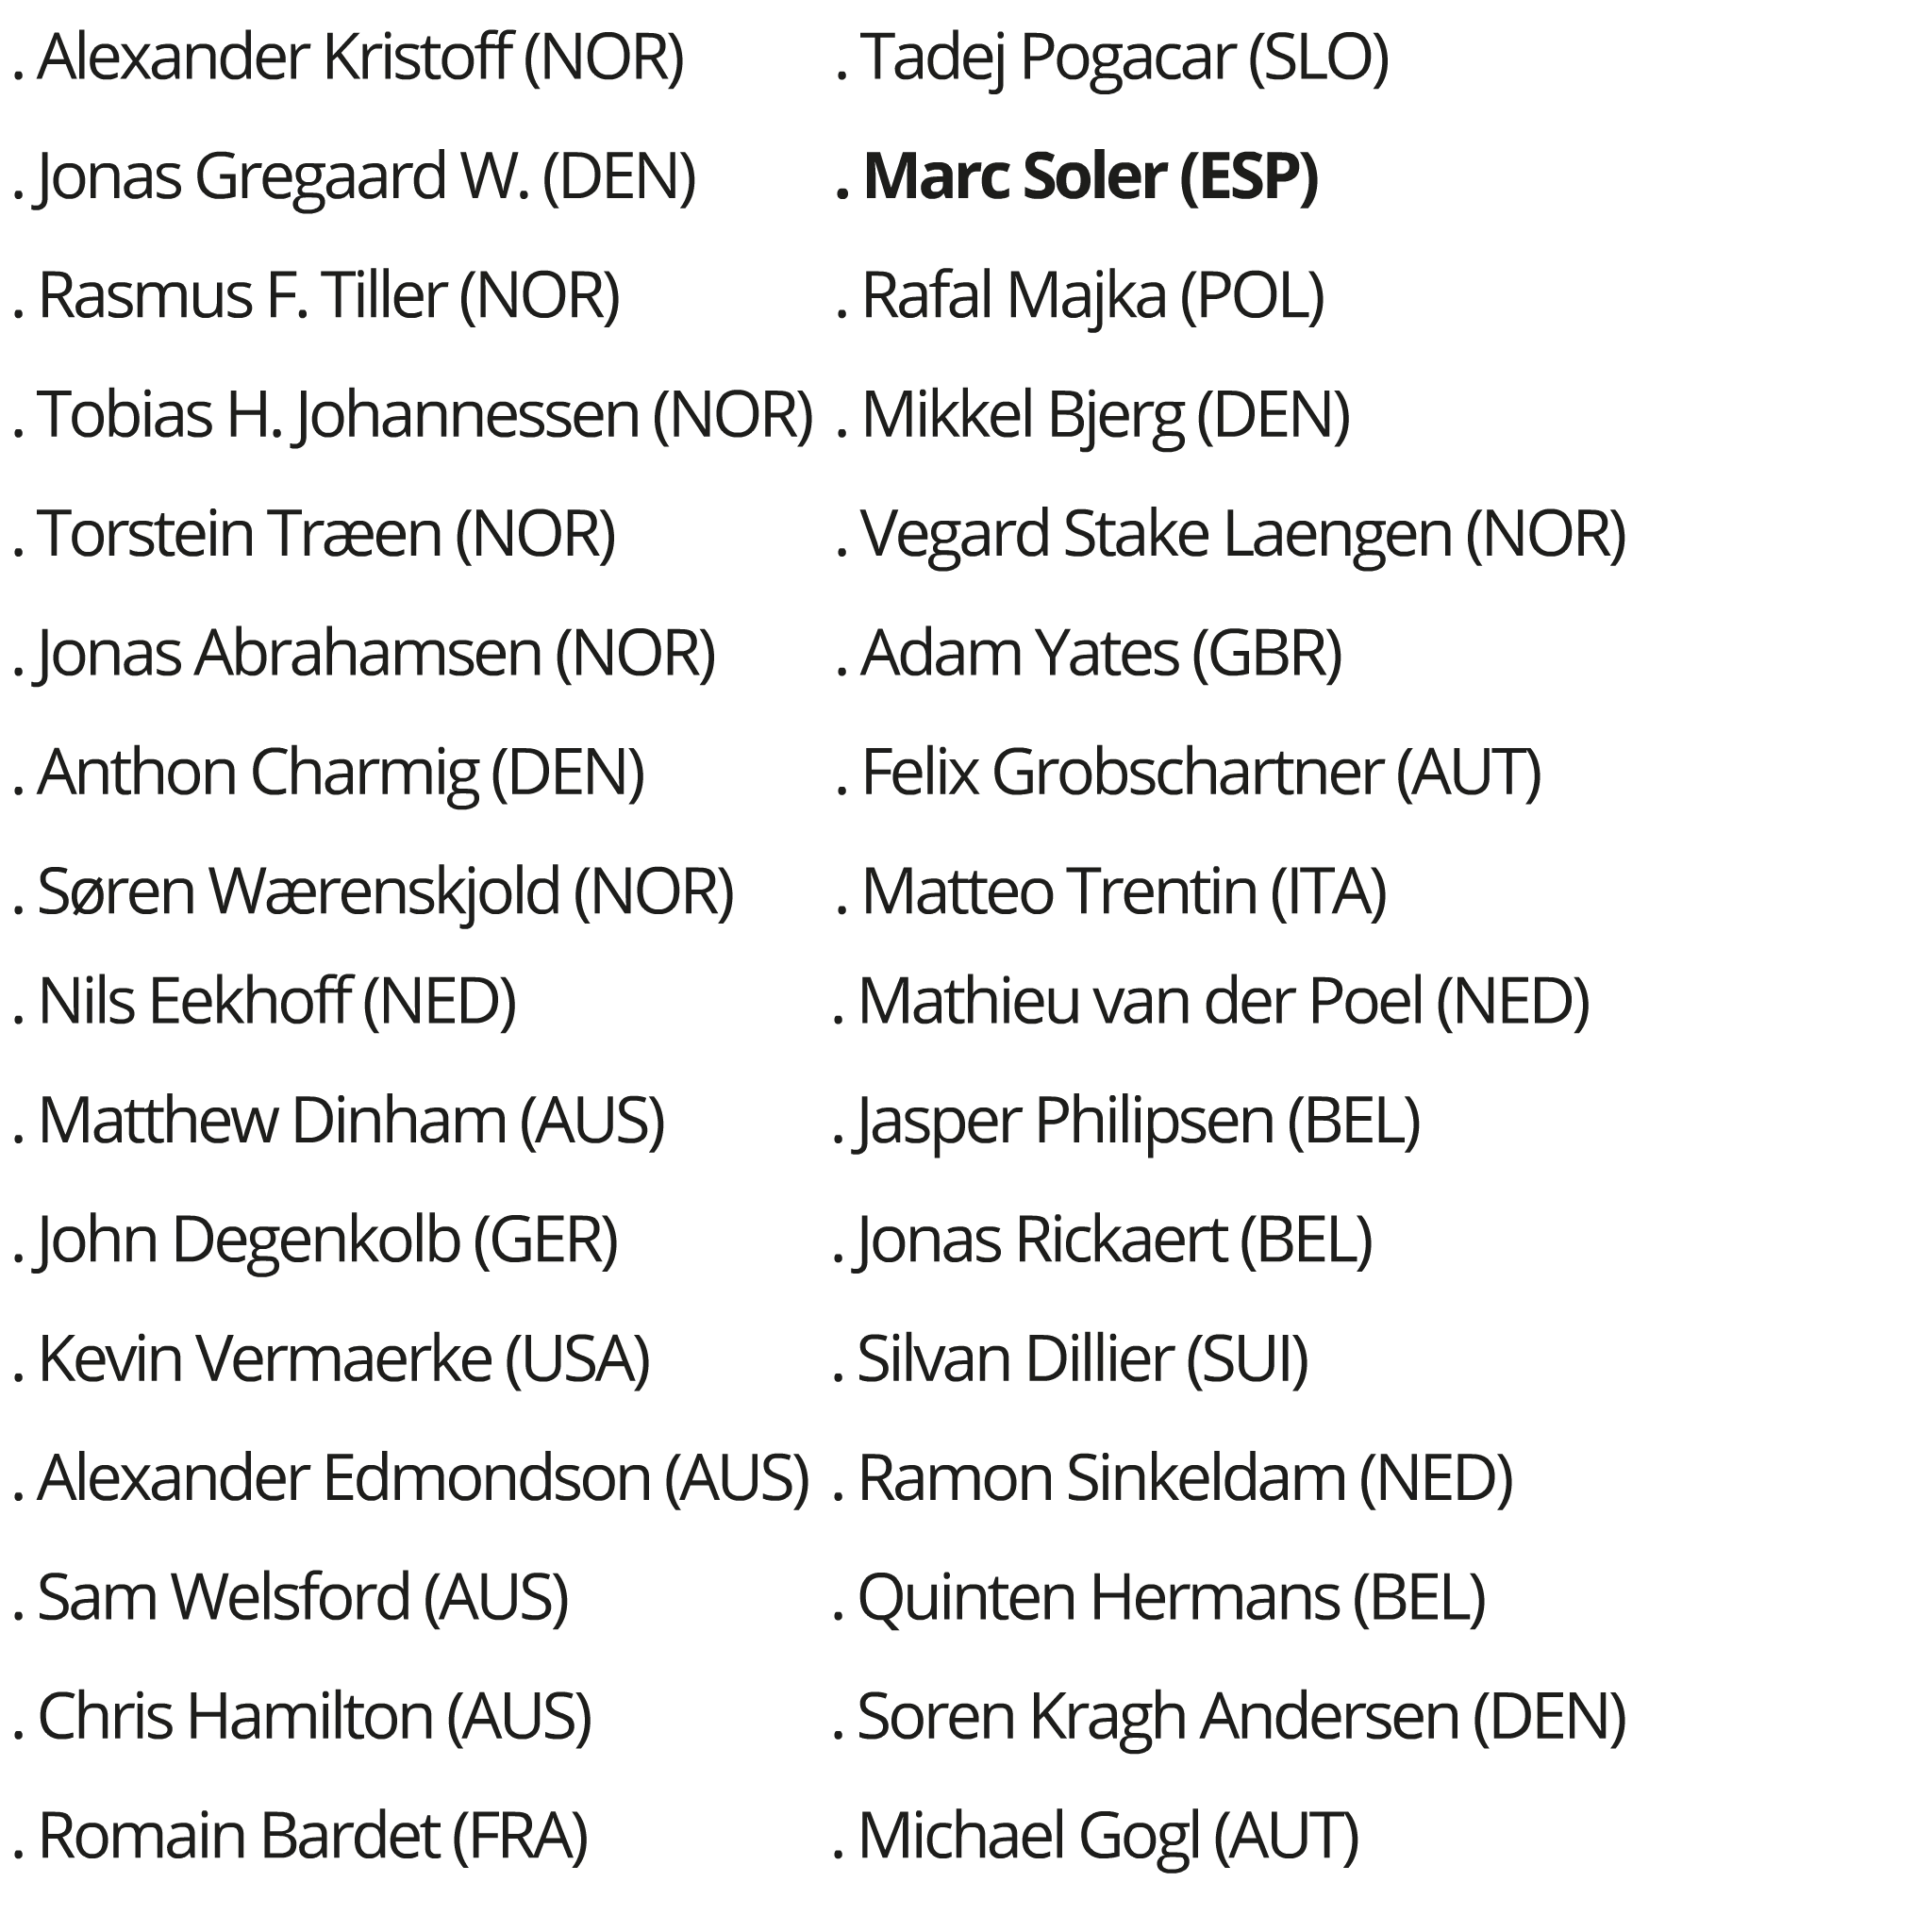 . Alexander Kristoff (NOR)
. Jonas Gregaard W. (DEN)
. Rasmus F. Tiller (NOR)
. Tobias H. Johannessen (NOR)
. Torstein Træen (NOR)
. Jonas Abrahamsen (NOR)
. Anthon Charmig (DEN)
. Søren Wærenskjold (NOR)
. Tadej Pogacar (SLO)
. Marc Soler (ESP)
. Rafal Majka (POL)
. Mikkel Bjerg (DEN)
. Vegard Stake Laengen (NOR)
. Adam Yates (GBR)
. Felix Grobschartner (AUT)
. Matteo Trentin (ITA)
. Nils Eekhoff (NED)
. Matthew Dinham (AUS)
. John Degenkolb (GER)
. Kevin Vermaerke (USA)
. Alexander Edmondson (AUS)
. Sam Welsford (AUS)
. Chris Hamilton (AUS)
. Romain Bardet (FRA)
. Mathieu van der Poel (NED)
. Jasper Philipsen (BEL)
. Jonas Rickaert (BEL)
. Silvan Dillier (SUI)
. Ramon Sinkeldam (NED)
. Quinten Hermans (BEL)
. Soren Kragh Andersen (DEN)
. Michael Gogl (AUT)